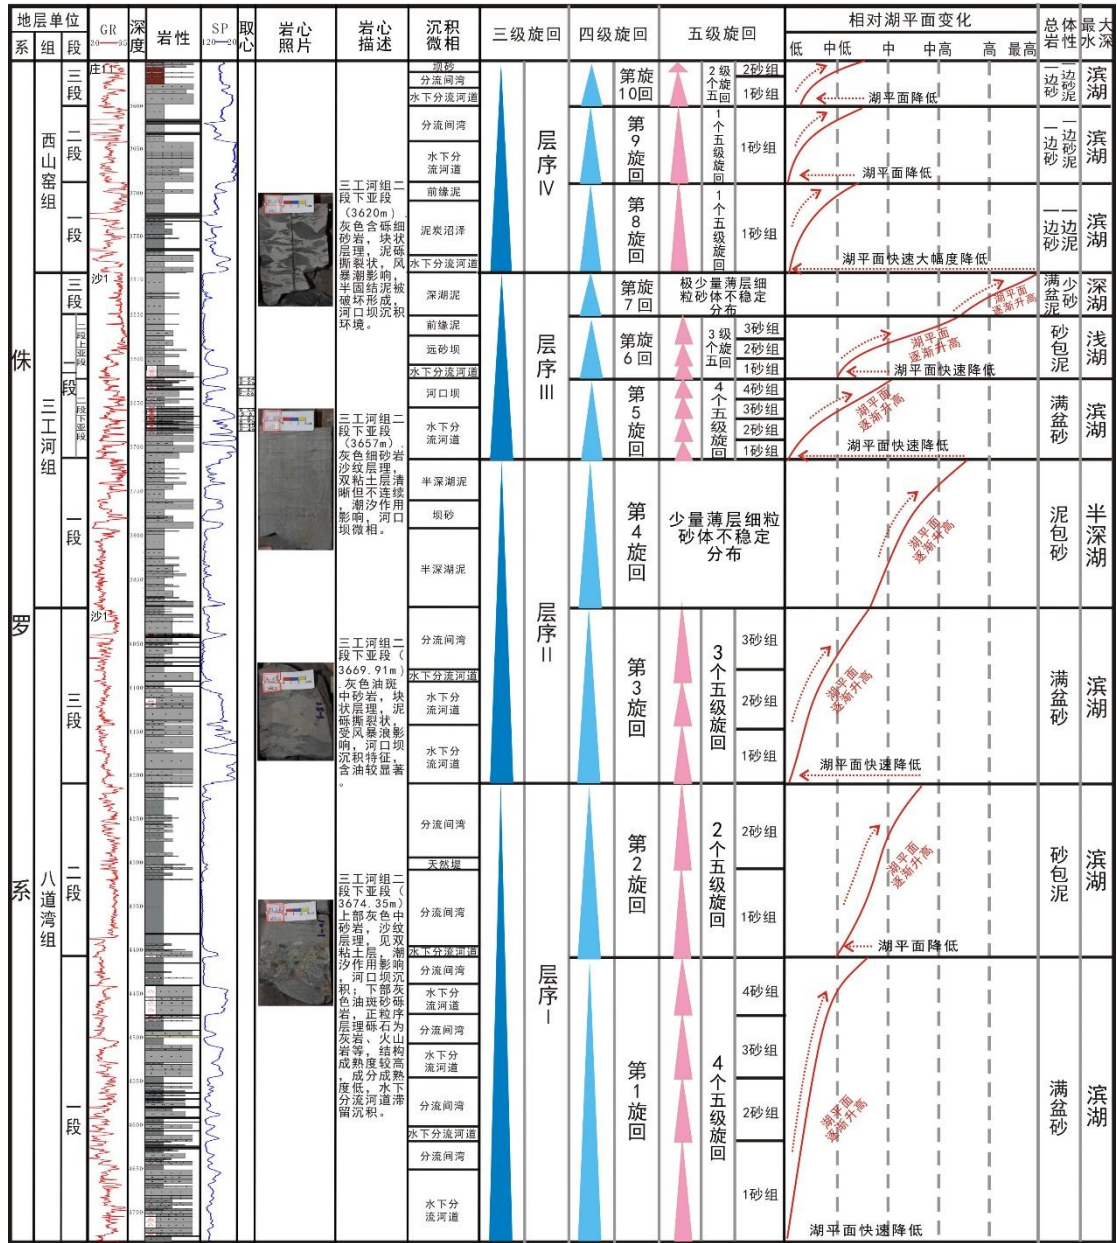 地层单位
系 组 段
GR
30 95
深度
岩性
SP
120 20
取心
岩心照片
岩心描述
沉积微相
三级旋回
四级旋回
五级旋回
相对湖平面变化
低 中低 中 中高 高 最高
总体岩性
最大水深
侏罗系
西山窑组
三段
二段
一段
三工河组
三段
二段上亚段
二段
二段下亚段
一段
八道湾组
三段
二段
一段
庄11
沙1
沙1
三工河组二段下亚段(3620m).灰色含砾细砂岩，块状层理，泥砾撕裂状，风暴潮影响，半固结泥被破坏形成，河口坝沉积环境。
三工河组二段下亚段(3657m).灰色细砂岩沙纹层理，双粘土层清晰但不连续，潮汐作用影响，河口坝微相。
三工河组二段下亚段(3669.91m).灰色油斑中砂岩，块状层理，泥砾撕裂状，受风暴浪影响，河口坝沉积特征，含油较显著。
三工河组二段下亚段(3674.35m)上部灰色中砂岩，沙纹层理，见双粘土层，潮汐作用影响，河口坝沉积；下部灰色油斑砂砾岩，正粒序层理砾石为灰岩、火山岩等，结构成熟度较高，成分成熟度低，水下分流河道滞留沉积。
坝砂
分流间湾
水下分流河道
分流间湾
水下分流河道
前缘泥
泥炭沼泽
水下分流河道
深湖泥
前缘泥
远砂坝
水下分流河道
河口坝
水下分流河道
半深湖泥
坝砂
半深湖泥
分流间湾
水下分流河道
水下分流河道
水下分流河道
分流间湾
天然堤
分流间湾
水下分流河道
分流间湾
水下分流河道
分流间湾
水下分流河道
分流间湾
水下分流河道
分流间湾
水下分流河道
层序IV
层序III
层序II
层序I
第10旋回
第9旋回
第8旋回
第7旋回
第6旋回
第5旋回
第4旋回
第3旋回
第2旋回
第1旋回
2个五级旋回
2砂组
1砂组
1个五级旋回
1砂组
1个五级旋回
1砂组
极少量薄层细粒砂体不稳定分布
3个五级旋回
3砂组
2砂组
1砂组
4个五级旋回
4砂组
3砂组
2砂组
1砂组
少量薄层细粒砂体不稳定分布
3个五级旋回
3砂组
2砂组
1砂组
2个五级旋回
2砂组
1砂组
4个五级旋回
4砂组
3砂组
2砂组
1砂组
湖平面降低
湖平面降低
湖平面快速大幅度降低
湖平面逐渐升高
湖平面逐渐升高
湖平面快速降低
湖平面逐渐升高
湖平面快速降低
湖平面逐渐升高
湖平面逐渐升高
湖平面快速降低
湖平面逐渐升高
湖平面降低
湖平面逐渐升高
湖平面快速降低
一边砂一边砂泥
滨湖
一边砂一边砂泥
滨湖
一边砂一边泥
滨湖
满盆泥少砂
深湖
砂包泥
浅湖
满盆砂
滨湖
泥包砂
半深湖
满盆砂
滨湖
砂包泥
滨湖
满盆砂
滨湖